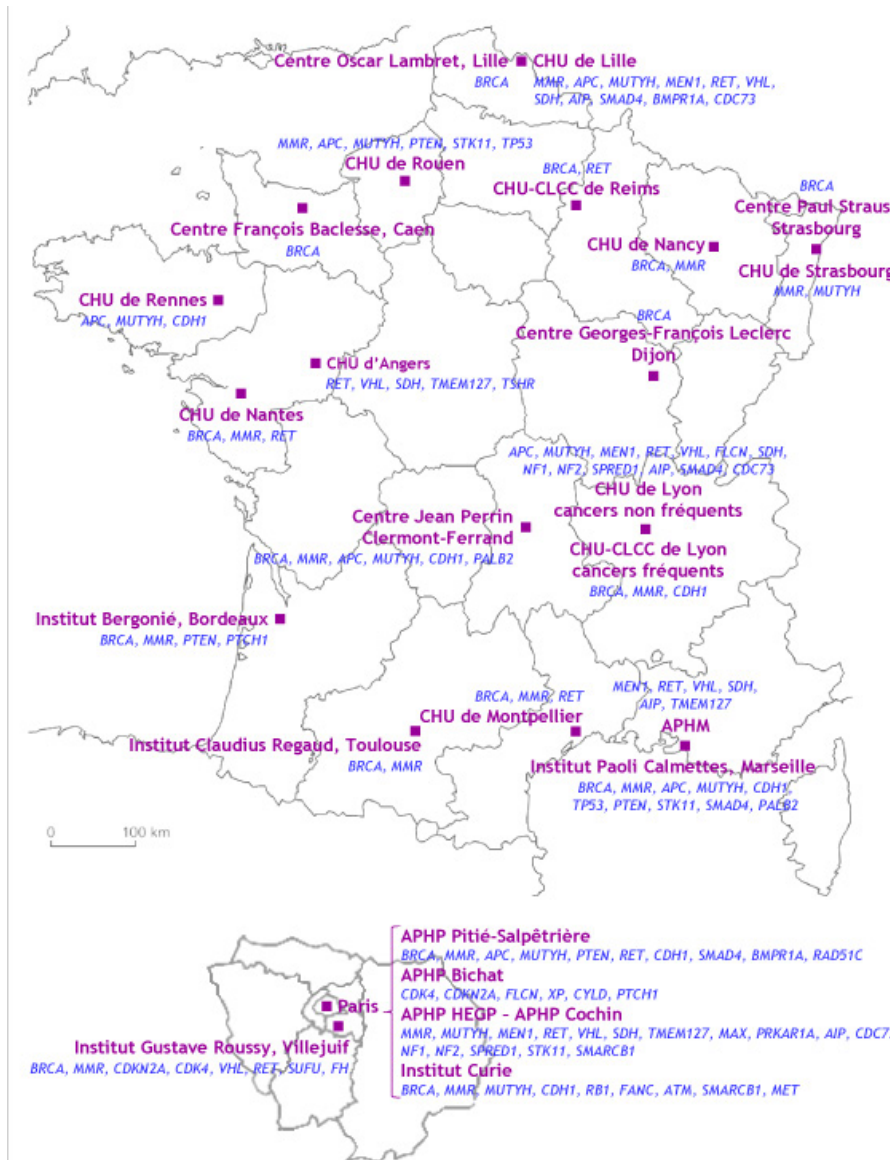 Centre Oscar Lambret, Lille
BRCA
CHU de Lille
MMR, APC, MUTYH, MEN1, RET, VHL,
SDH, AIP, SMAD4, BMPR1A, CDC73
MMR, APC, MUTYH, PTEN, STK11, TP53
CHU de Rouen
BRCA, RET
CHU-CLCC de Reims
BRCA
Centre Paul Straus
Strasbourg
Centre François Baclesse, Caen
BRCA
CHU de Nancy
BRCA, MMR
CHU de Strasbourg
MMR, MUTYH
CHU de Rennes
APC, MUTYH, CDH1
BRCA
Centre Georges-François Leclerc
Dijon
CHU d'Angers
RET, VHL, SDH, TMEM127, TSHR
CHU de Nantes
BRCA, MMR, RET
APC, MUTYH, MEN1, RET, VHL, FLCN, SDH,
NF1, NF2, SPRED1, AIP, SMAD4, CDC73
CHU de Lyon
cancers non fréquents
Centre Jean Perrin
Clermont-Ferrand
BRCA, MMR, APC, MUTYH, CDH1, PALB2
CHU-CLCC de Lyon
cancers fréquents
BRCA, MMR, CDH1
Institut Bergonié, Bordeaux
BRCA, MMR, PTEN, PTCH1
BRCA, MMR, RET
CHU de Montpellier
MEN1, RET, VHL, SDH,
AIP, TMEM127
APHM
Institut Claudius Regaud, Toulouse
BRCA, MMR
Institut Paoli Calmettes, Marseille
BRCA, MMR, APC, MUTYH, CDH1
TP53, PTEN, STK11, SMAD4, PALB2
0 100 km
APHP Pitié-Salpêtrière
BRCA, MMR, APC, MUTYH, PTEN, RET, CDH1, SMAD4, BMPR1A, RAD51C
APHP Bichat
CDK4, CDKN2A, FLCN, XP, CYLD, PTCH1
Paris
APHP HEGP - APHP Cochin
MMR, MUTYH, MEN1, RET, VHL, SDH, TMEM127, MAX, PRKAR1A, AIP, CDC7
NF1, NF2, SPRED1, STK11, SMARCB1
Institut Gustave Roussy, Villejuif
BRCA, MMR, CDKN2A, CDK4, VHL, RET, SUFU, FH
Institut Curie
BRCA, MMR, MUTYH, CDH1, RB1, FANC, ATM, SMARCB1, MET